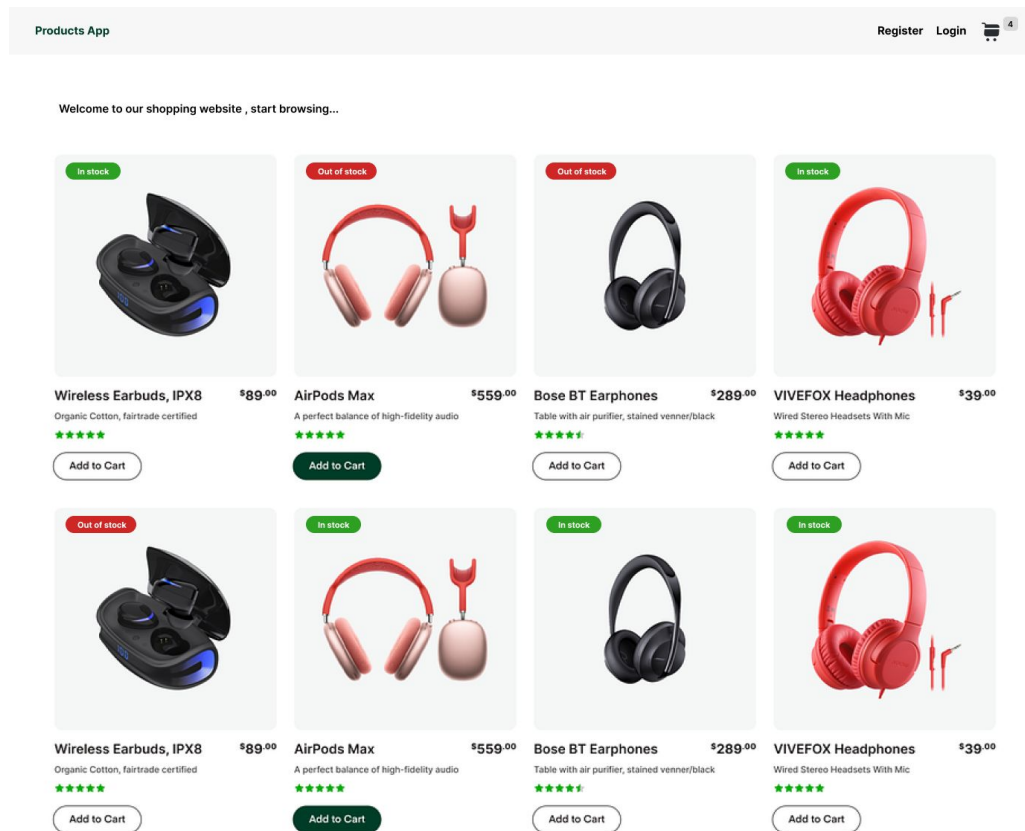 Products App
Register Login 4
Welcome to our shopping website , start browsing...
In stock
Out of stock
Out of stock
In stock
Wireless Earbuds, IPX8 $89.00
AirPods Max $559.00
Bose BT Earphones $289.00
VIVEFOX Headphones $39.00
Organic Cotton, fairtrade certified
A perfect balance of high-fidelity audio
Table with air purifier, stained venner/black
Wired Stereo Headsets With Mic
Add to Cart
Add to Cart
Add to Cart
Add to Cart
Out of stock
In stock
In stock
In stock
Wireless Earbuds, IPX8 $89.00
AirPods Max $559.00
Bose BT Earphones $289.00
VIVEFOX Headphones $39.00
Organic Cotton, fairtrade certified
A perfect balance of high-fidelity audio
Table with air purifier, stained venner/black
Wired Stereo Headsets With Mic
Add to Cart
Add to Cart
Add to Cart
Add to Cart